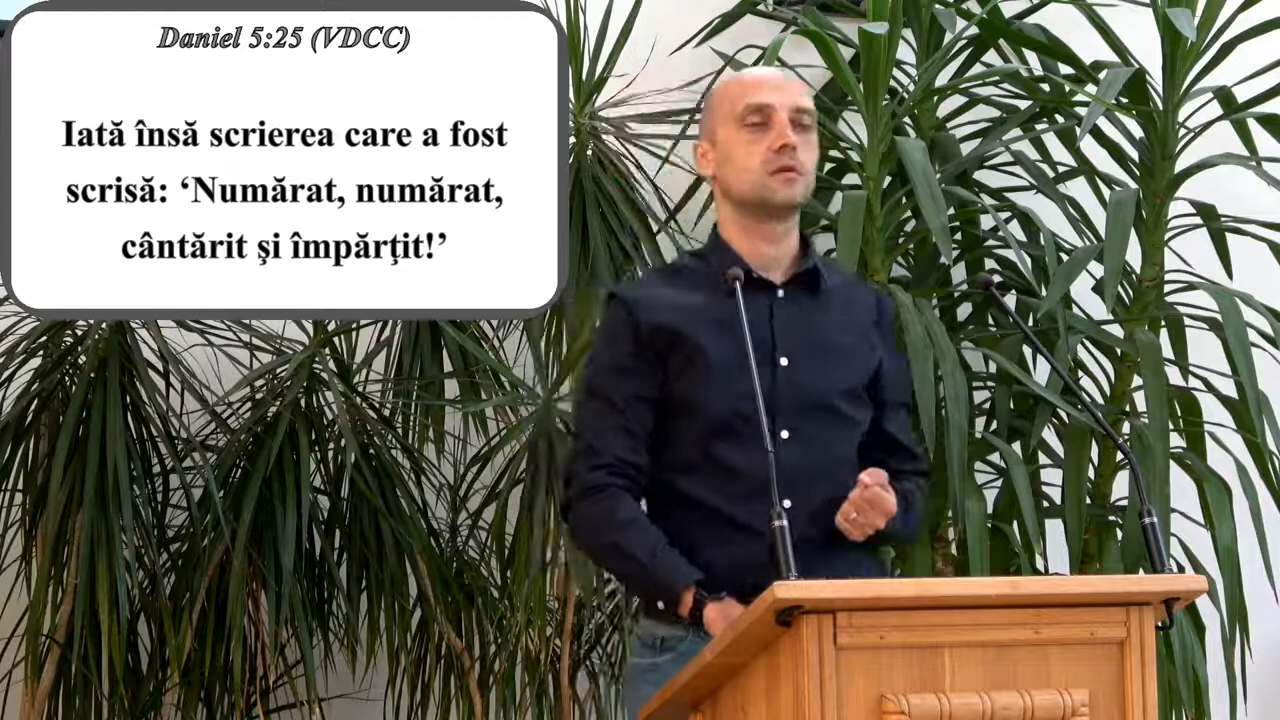 Daniel 5:25 (VDCC)
Iată însă scrierea care a fost
scrisă: ‘Numărat, numărat,
cântărit şi împărţit!’